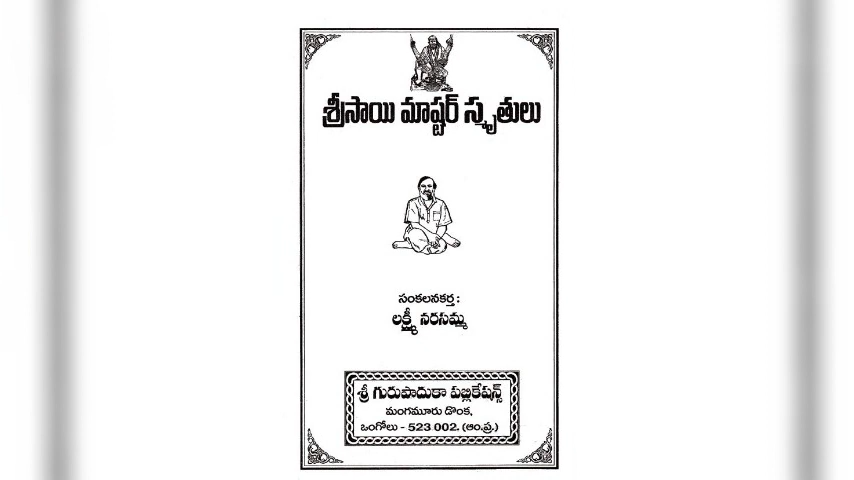 శ్రీసాయి మాష్టర్ స్మృతులు
సంకలనకర్త :
లక్ష్మీ నరసమ్మ
శ్రీ గురుపాదుకా పబ్లికేషన్స్
మంగమూరు డొంక,
ఒంగోలు - 523 002. (ఆం.ప్ర.)